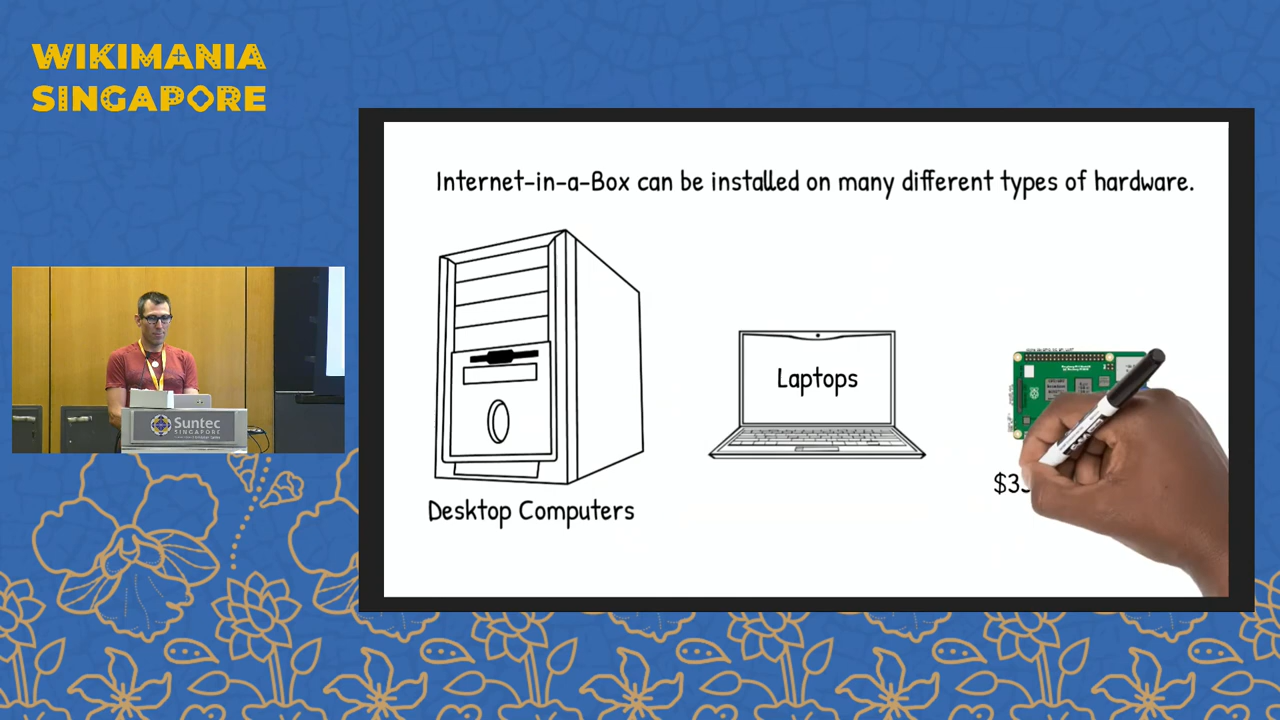 WIKIMANIA
SINGAPORE
Internet-in-a-Box can be installed on many different types of hardware.
Laptops
Desktop Computers
Suntec
SINGAPORE